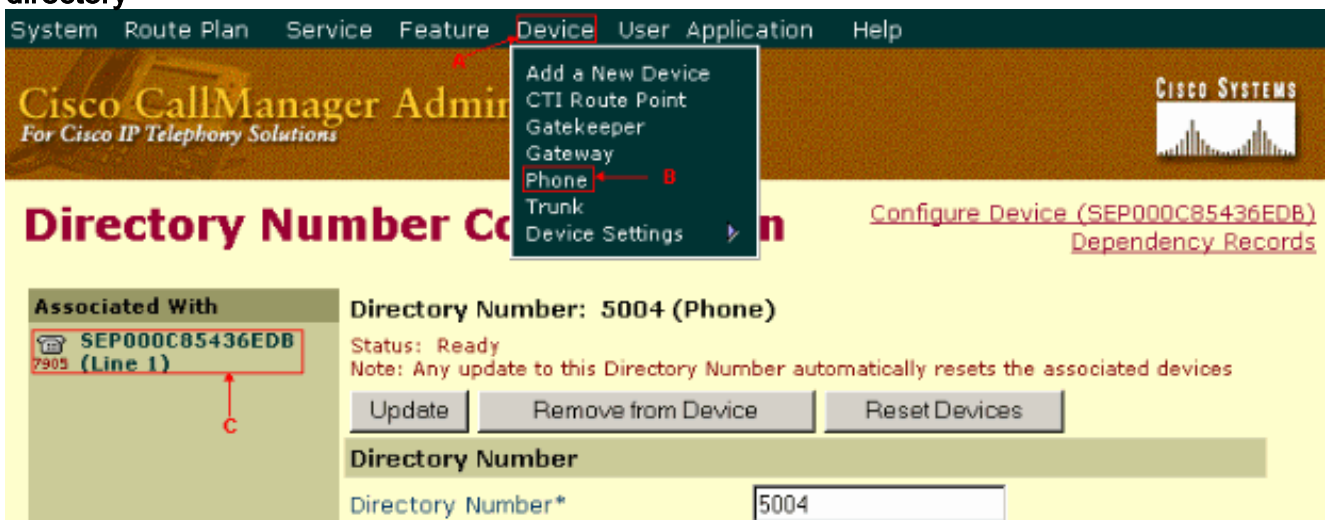 directory
System Route Plan Service Feature Device User Application Help
A
Add a New Device
CTI Route Point
Gatekeeper
Gateway
Phone B
Trunk
Device Settings
Cisco CallManager Admin
For Cisco IP Telephony Solutions
CISCO SYSTEMS
Directory Number Co n
Configure Device (SEP000C85436EDB)
Dependency Records
Associated With
SEP000C85436EDB
7905 (Line 1)
C
Directory Number: 5004 (Phone)
Status: Ready
Note: Any update to this Directory Number automatically resets the associated devices
Update Remove from Device Reset Devices
Directory Number
Directory Number* 5004